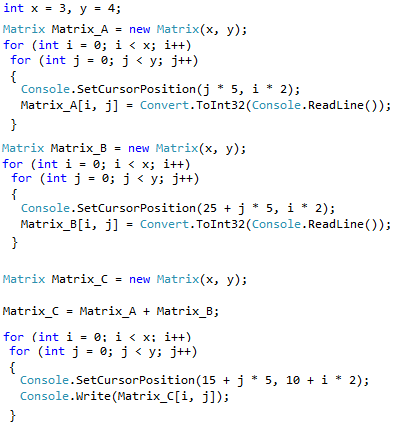 int x = 3, y = 4;
Matrix Matrix_A = new Matrix(x, y);
for (int i = 0; i < x; i++)
for (int j = 0; j < y; j++)
{
Console.SetCursorPosition(j * 5, i * 2);
Matrix_A[i, j] = Convert.ToInt32(Console.ReadLine());
}
Matrix Matrix_B = new Matrix(x, y);
for (int i = 0; i < x; i++)
for (int j = 0; j < y; j++)
{
Console.SetCursorPosition(25 + j * 5, i * 2);
Matrix_B[i, j] = Convert.ToInt32(Console.ReadLine());
}
Matrix Matrix_C = new Matrix(x, y);
Matrix_C = Matrix_A + Matrix_B;
for (int i = 0; i < x; i++)
for (int j = 0; j < y; j++)
{
Console.SetCursorPosition(15 + j * 5, 10 + i * 2);
Console.Write(Matrix_C[i, j]);
}